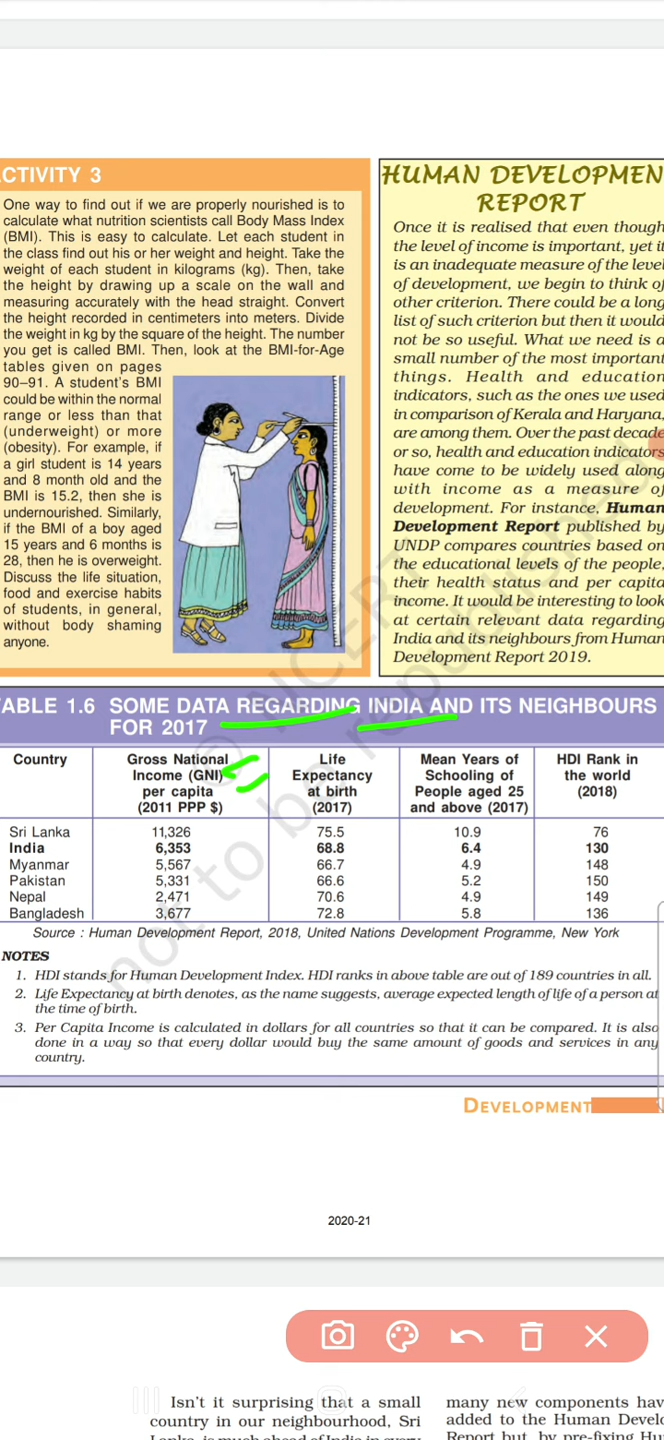 CTIVITY 3
One way to find out if we are properly nourished is to
calculate what nutrition scientists call Body Mass Index
(BMI). This is easy to calculate. Let each student in
the class find out his or her weight and height. Take the
weight of each student in kilograms (kg). Then, take
the height by drawing up a scale on the wall and
measuring accurately with the head straight. Convert
the height recorded in centimeters into meters. Divide
the weight in kg by the square of the height. The number
you get is called BMI. Then, look at the BMI-for-Age
tables given on pages
90–91. A student's BMI
could be within the normal
range or less than that
(underweight) or more
(obesity). For example, if
a girl student is 14 years
and 8 month old and the
BMI is 15.2, then she is
undernourished. Similarly,
if the BMI of a boy aged
15 years and 6 months is
28, then he is overweight.
Discuss the life situation,
food and exercise habits
of students, in general,
without body shaming
anyone.
HUMAN DEVELOPMEN
REPORT
Once it is realised that even though
the level of income is important, yet it
is an inadequate measure of the level
of development, we begin to think of
other criterion. There could be a long
list of such criterion but then it would
not be so useful. What we need is a
small number of the most important
things. Health and education
indicators, such as the ones we used
in comparison of Kerala and Haryana,
are among them. Over the past decade
or so, health and education indicators
have come to be widely used along
with income as a measure of
development. For instance, Human
Development Report published by
UNDP compares countries based on
the educational levels of the people,
their health status and per capita
income. It would be interesting to look
at certain relevant data regarding
India and its neighbours from Human
Development Report 2019.
TABLE 1.6 SOME DATA REGARDING INDIA AND ITS NEIGHBOURS
FOR 2017
Country Gross National Life Mean Years of HDI Rank in
Income (GNI) Expectancy Schooling of the world
per capita at birth People aged 25 (2018)
(2011 PPP $) (2017) and above (2017)
Sri Lanka 11,326 75.5 10.9 76
India 6,353 68.8 6.4 130
Myanmar 5,567 66.7 4.9 148
Pakistan 5,331 66.6 5.2 150
Nepal 2,471 70.6 4.9 149
Bangladesh 3,677 72.8 5.8 136
Source : Human Development Report, 2018, United Nations Development Programme, New York
NOTES
1. HDI stands for Human Development Index. HDI ranks in above table are out of 189 countries in all.
2. Life Expectancy at birth denotes, as the name suggests, average expected length of life of a person at
the time of birth.
3. Per Capita Income is calculated in dollars for all countries so that it can be compared. It is also
done in a way so that every dollar would buy the same amount of goods and services in any
country.
© NCERT
not to be republished
DEVELOPMENT
2020-21
Isn't it surprising that a small
country in our neighbourhood, Sri
many new components hav
added to the Human Devel